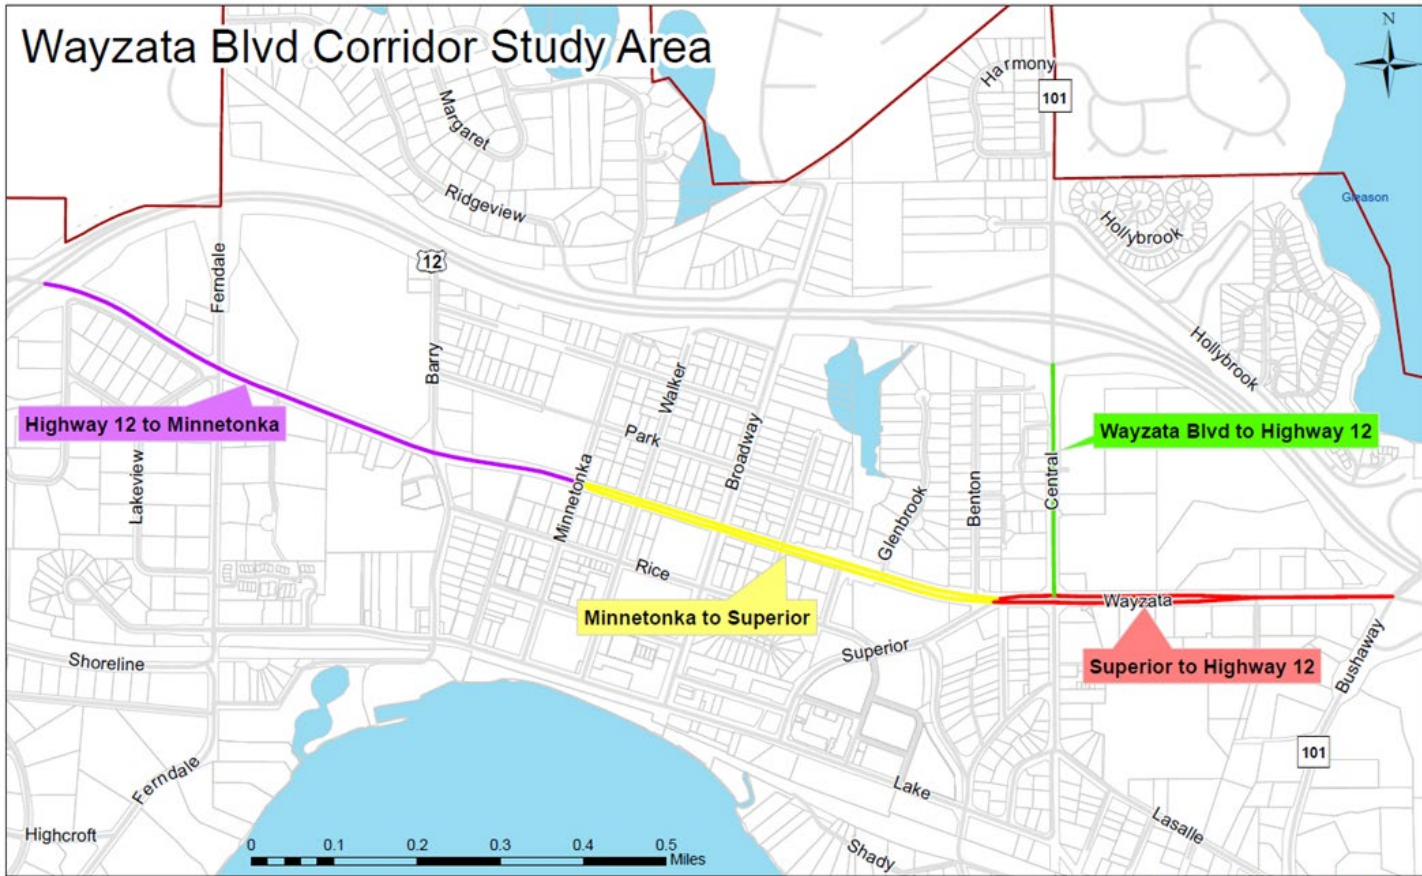 Wayzata Blvd Corridor Study Area
N
Harmony
101
Margaret
Ridgeview
Gleason
Hollybrook
12
Ferndale
Barry
Hollybrook
Walker
Highway 12 to Minnetonka
Park
Broadway
Wayzata Blvd to Highway 12
Lakeview
Minnetonka
Glenbrook
Benton
Central
Rice
Wayzata
Minnetonka to Superior
Superior
Superior to Highway 12
Shoreline
Bushaway
101
Ferndale
Lake
Lasalle
Highcroft
0 0.1 0.2 0.3 0.4 0.5
Miles
Shady